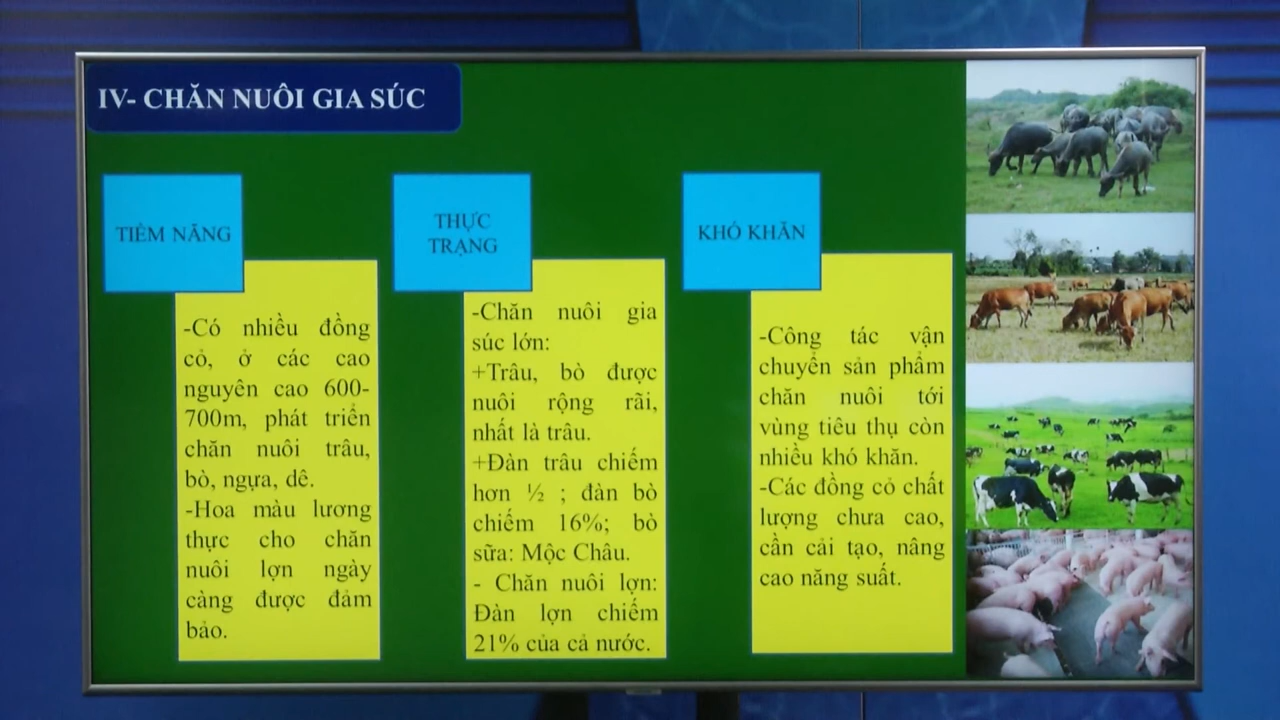 IV- CHĂN NUÔI GIA SÚC
TIỀM NĂNG
-Có nhiều đồng
cỏ, ở các cao
nguyên cao 600-
700m, phát triển
chăn nuôi trâu,
bò, ngựa, dê.
-Hoa màu lương
thực cho chăn
nuôi lợn ngày
càng được đảm
bảo.
THỰC
TRẠNG
-Chăn nuôi gia
súc lớn:
+Trâu, bò được
nuôi rộng rãi,
nhất là trâu.
+Đàn trâu chiếm
hơn ½ ; đàn bò
chiếm 16%; bò
sữa: Mộc Châu.
- Chăn nuôi lợn:
Đàn lợn chiếm
21% của cả nước.
KHÓ KHĂN
-Công tác vận
chuyển sản phẩm
chăn nuôi tới
vùng tiêu thụ còn
nhiều khó khăn.
-Các đồng cỏ chất
lượng chưa cao,
cần cải tạo, nâng
cao năng suất.